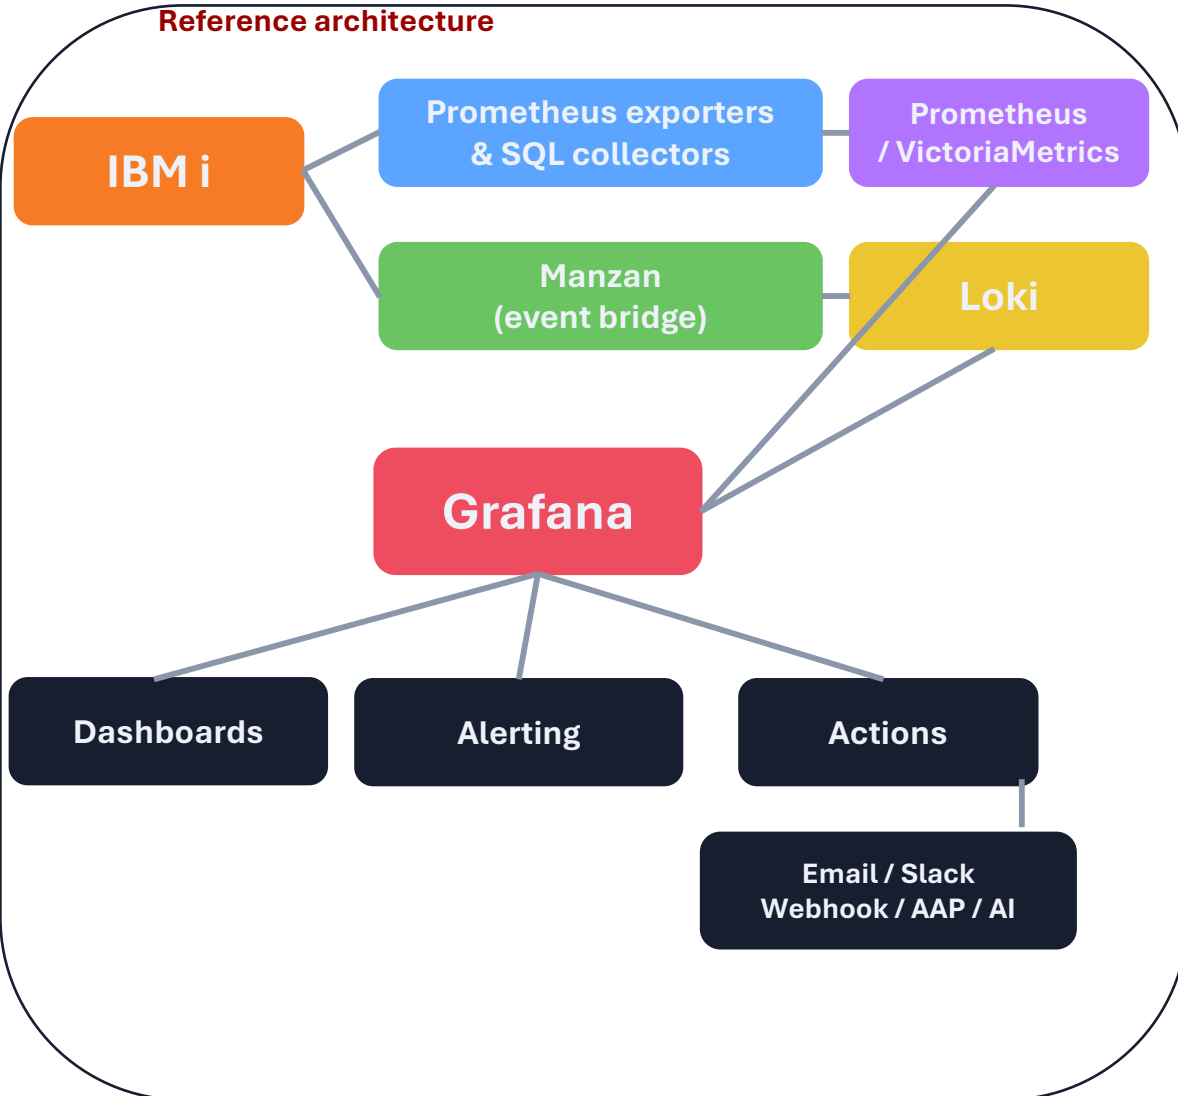 Reference architecture
IBM i
Prometheus exporters
& SQL collectors
Prometheus
/ VictoriaMetrics
Manzan
(event bridge)
Loki
Grafana
Dashboards
Alerting
Actions
Email / Slack
Webhook / AAP / AI